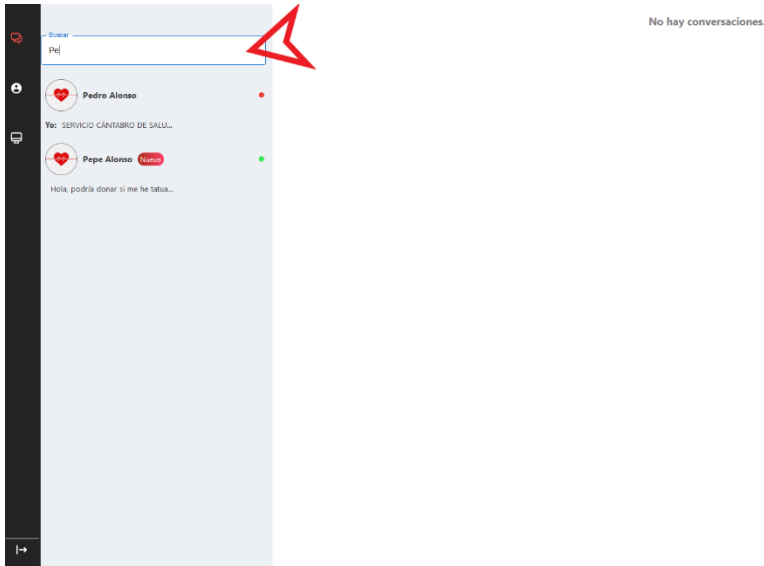 No hay conversaciones.
Buscar
Pe
Pedro Alonso
Yo: SERVICIO CÁNTABRO DE SALU...
Pepe Alonso Nuevo
Hola, podría donar si me he tatua...